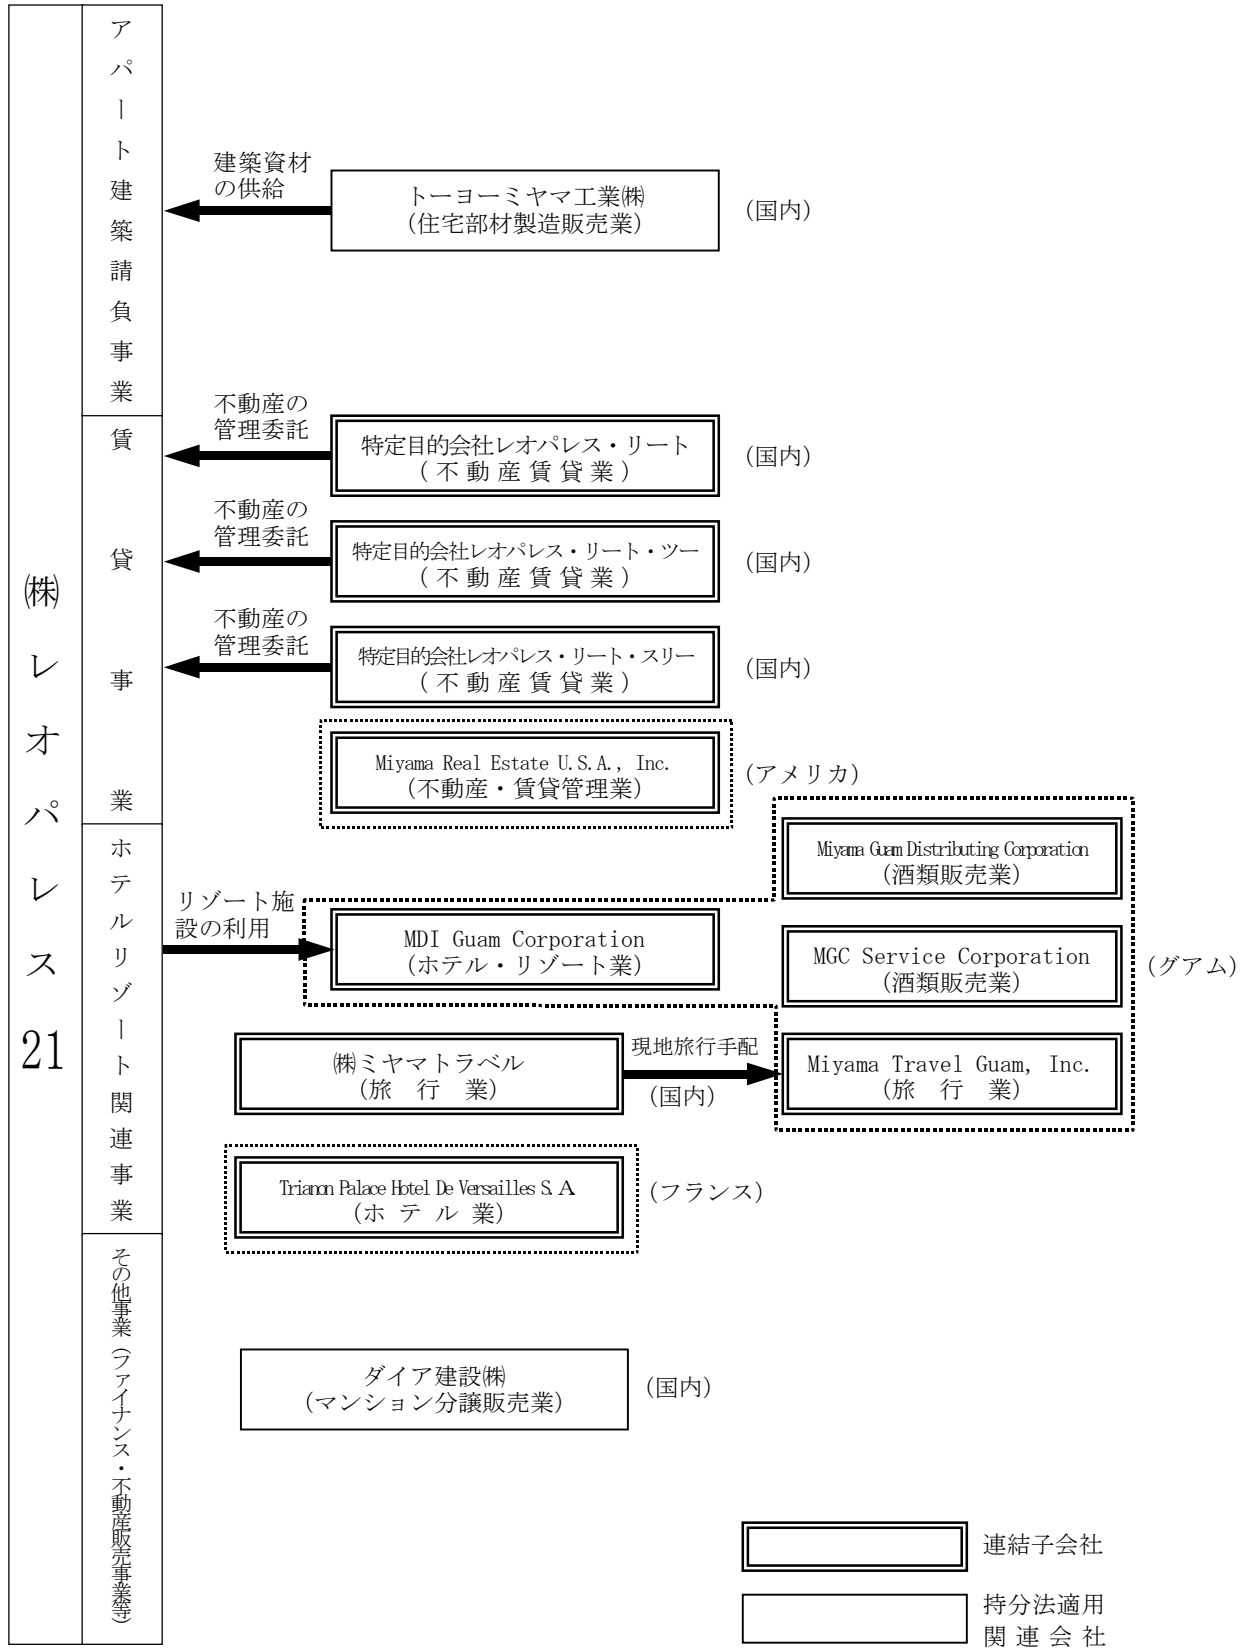 ㈱レオパレス21
アパート建築請負事業
建築資材
の供給
トーヨーミヤマ工業㈱
（住宅部材製造販売業）
（国内）
賃貸事業
不動産の
管理委託
特定目的会社レオパレス・リート
（不動産賃貸業）
（国内）
不動産の
管理委託
特定目的会社レオパレス・リート・ツー
（不動産賃貸業）
（国内）
不動産の
管理委託
特定目的会社レオパレス・リート・スリー
（不動産賃貸業）
（国内）
Miyama Real Estate U.S.A., Inc.
（不動産・賃貸管理業）
（アメリカ）
ホテルリゾート関連事業
リゾート施
設の利用
MDI Guam Corporation
（ホテル・リゾート業）
Miyama Guam Distributing Corporation
（酒類販売業）
MGC Service Corporation
（酒類販売業）
（グアム）
㈱ミヤマトラベル
（旅　行　業）
現地旅行手配
（国内）
Miyama Travel Guam, Inc.
（旅　行　業）
Trianon Palace Hotel De Versailles S.A
（ホ テ ル 業）
（フランス）
その他事業（ファイナンス・不動産販売事業等）
ダイア建設㈱
（マンション分譲販売業）
（国内）
連結子会社
持分法適用
関 連 会 社